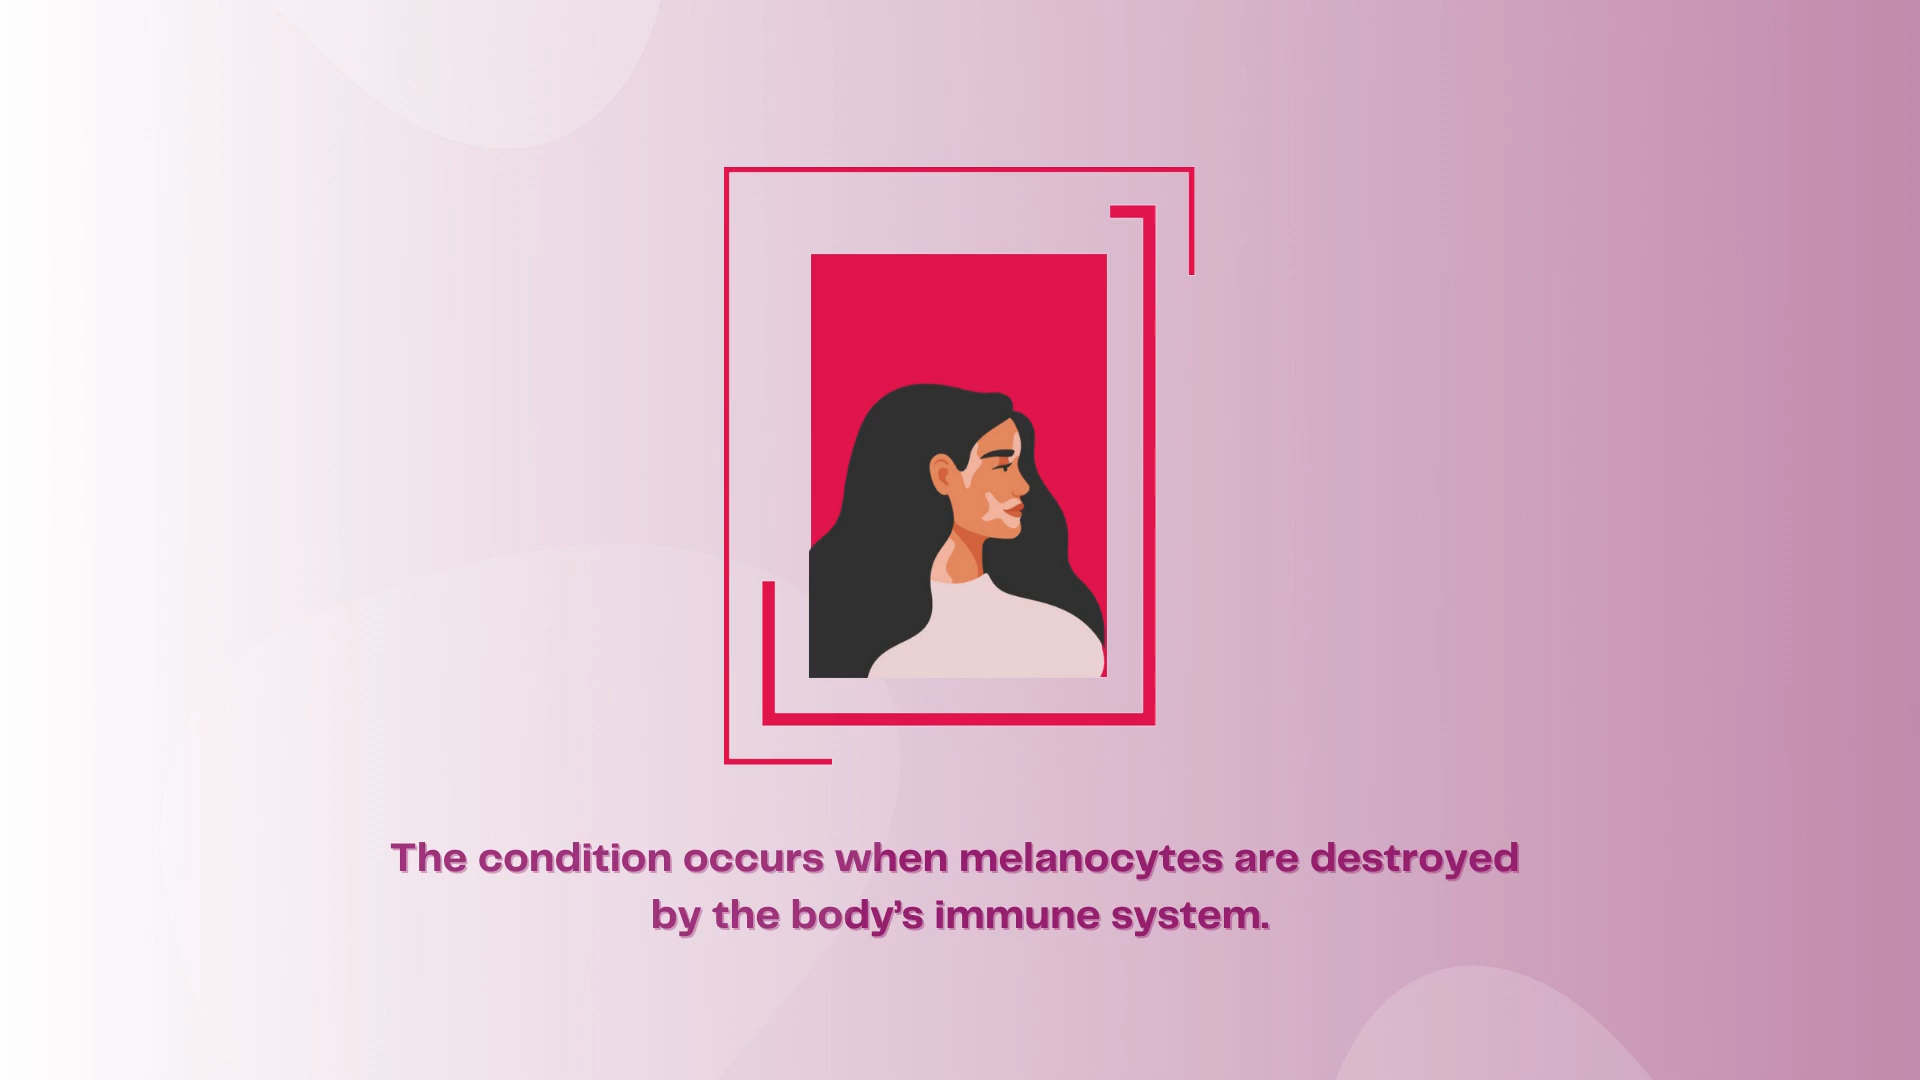 The condition occurs when melanocytes are destroyed
by the body’s immune system.